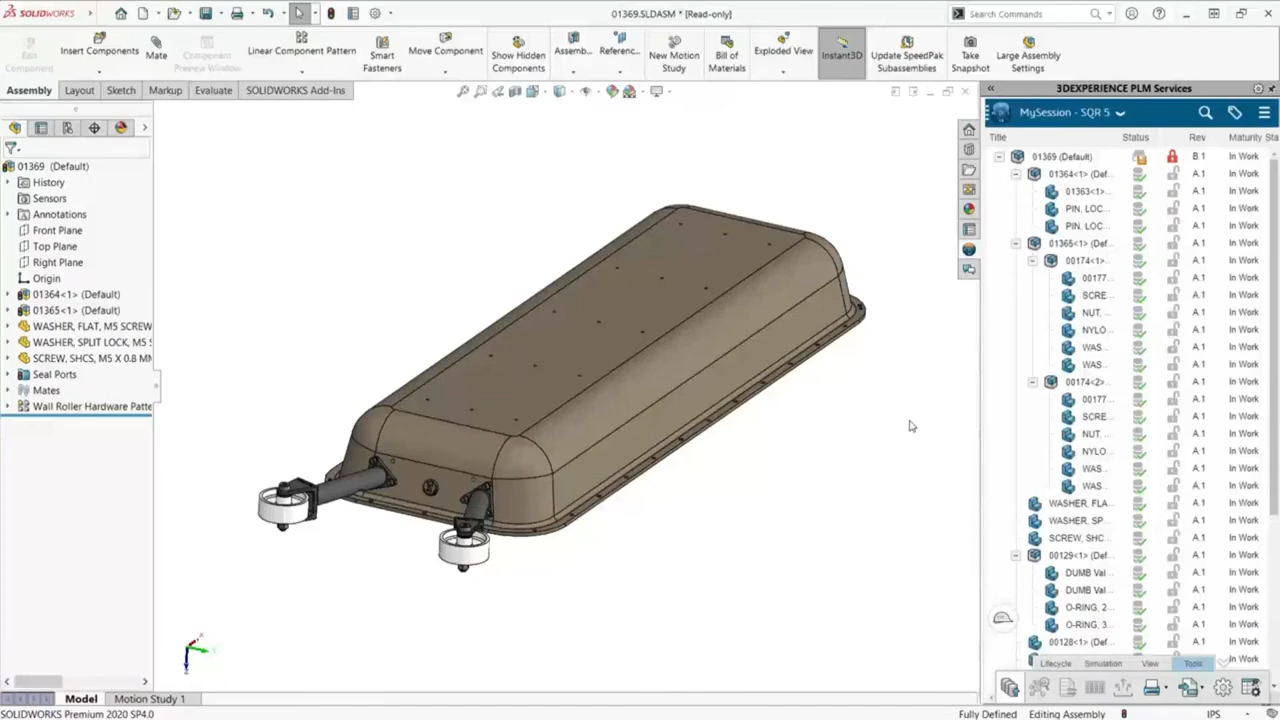 SOLIDWORKS
01369.SLDASM * [Read-only]
Search Commands
Edit Component
Insert Components
Mate
Component Preview Window
Linear Component Pattern
Smart Fasteners
Move Component
Show Hidden Components
Assemb...
Referenc...
New Motion Study
Bill of Materials
Exploded View
Instant3D
Update SpeedPak Subassemblies
Take Snapshot
Large Assembly Settings
Assembly
Layout
Sketch
Markup
Evaluate
SOLIDWORKS Add-Ins
01369 (Default)
History
Sensors
Annotations
Front Plane
Top Plane
Right Plane
Origin
01364<1> (Default)
01365<1> (Default)
WASHER, FLAT, M5 SCREW
WASHER, SPLIT LOCK, M5 S
SCREW, SHCS, M5 X 0.8 MM
Seal Ports
Mates
Wall Roller Hardware Patte
3DEXPERIENCE PLM Services
MySession - SQR 5
Title Status Rev Maturity Sta
01369 (Default) B.1 In Work
01364<1> (Def... A.1 In Work
01363<1>... A.1 In Work
PIN, LOC... A.1 In Work
PIN, LOC... A.1 In Work
01365<1> (Def... A.1 In Work
00174<1>... A.1 In Work
00177... A.1 In Work
SCRE... A.1 In Work
NUT, ... A.1 In Work
NYLO... A.1 In Work
WAS... A.1 In Work
WAS... A.1 In Work
00174<2>... A.1 In Work
00177... A.1 In Work
SCRE... A.1 In Work
NUT, ... A.1 In Work
NYLO... A.1 In Work
WAS... A.1 In Work
WAS... A.1 In Work
WASHER, FLA... A.1 In Work
WASHER, SP... A.1 In Work
SCREW, SHC... A.1 In Work
00129<1> (Def... A.1 In Work
DUMB Val... A.1 In Work
DUMB Val... A.1 In Work
O-RING, 2... A.1 In Work
O-RING, 3... A.1 In Work
00128<1> (Def... A.1 In Work
In Work
Lifecycle Simulation View Tools
Model
Motion Study 1
SOLIDWORKS Premium 2020 SP4.0
Fully Defined
Editing Assembly
IPS